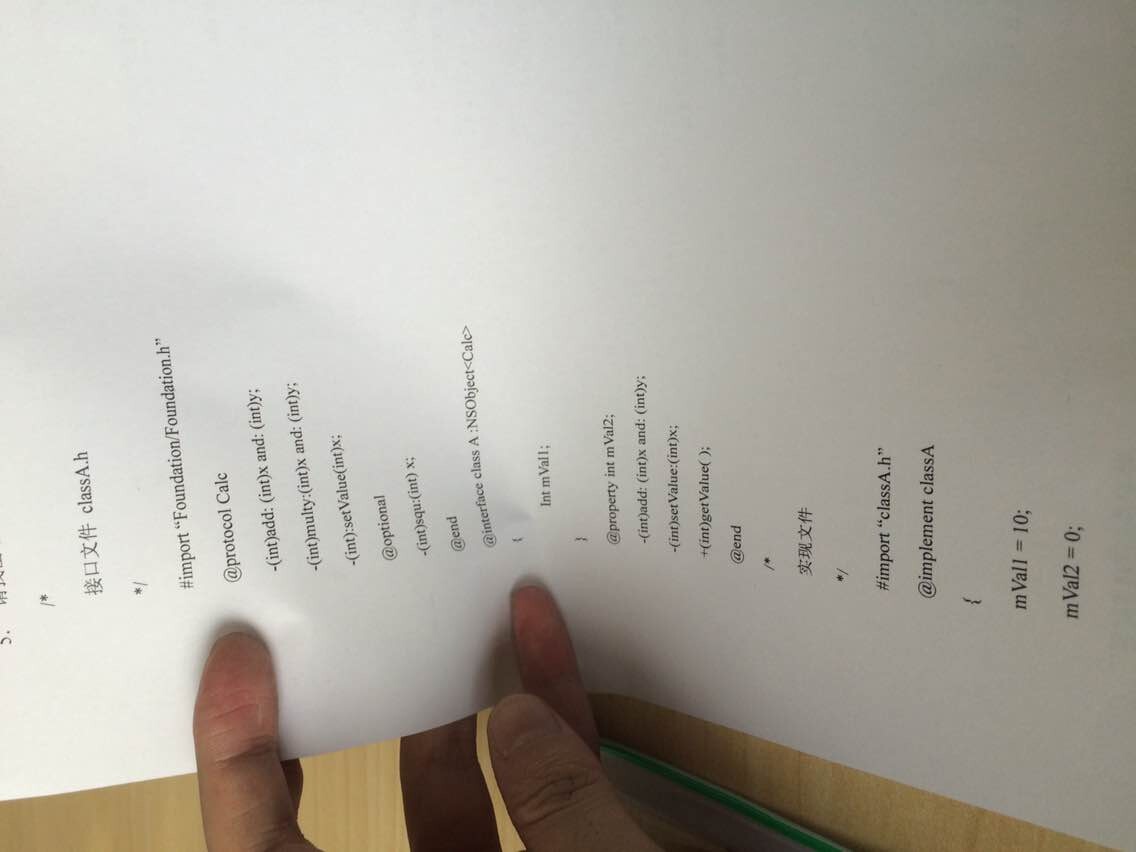 5.
/*
接口文件 classA.h
*/
#import “Foundation/Foundation.h”
@protocol Calc
-(int)add: (int)x and: (int)y;
-(int)multy:(int)x and: (int)y;
-(int):setValue(int)x;
@optional
-(int)squ:(int) x;
@end
@interface class A :NSObject<Calc>
{
Int mVal1;
}
@property int mVal2;
-(int)add: (int)x and: (int)y;
-(int)setValue:(int)x;
+(int)getValue( );
@end
/*
实现文件
*/
#import “classA.h”
@implement classA
{
mVal1 = 10;
mVal2 = 0;